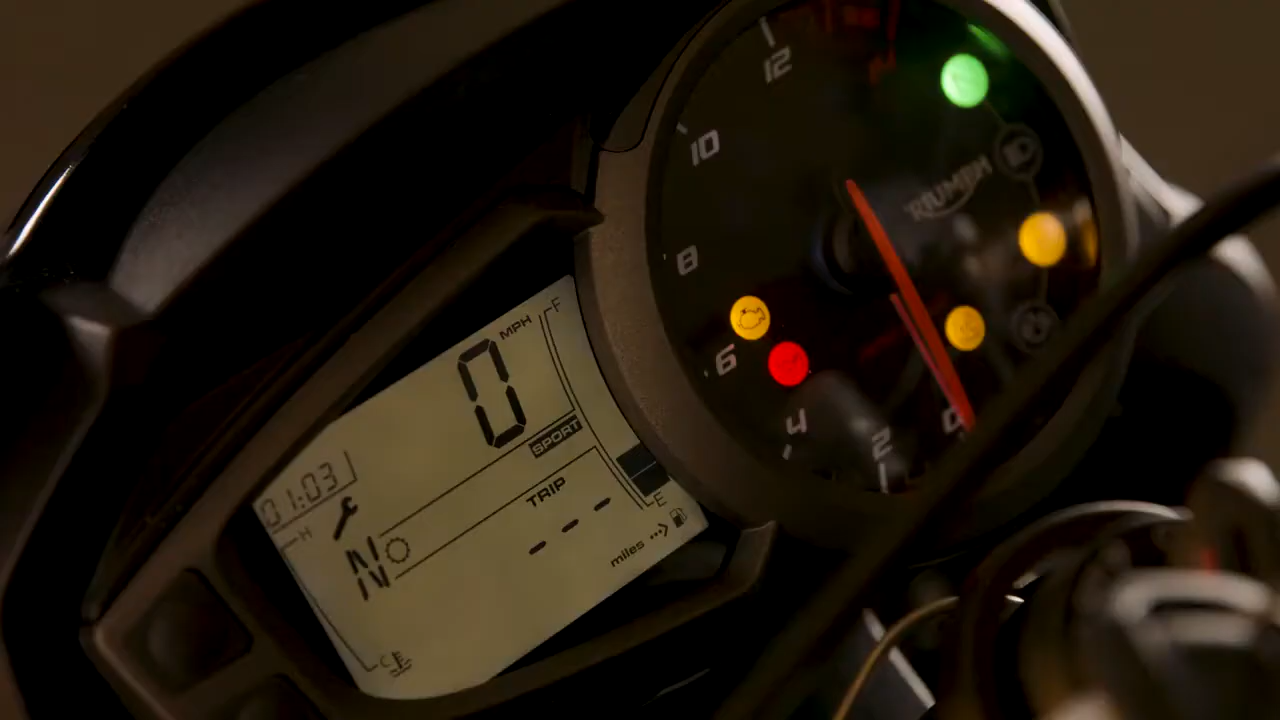 12
10
8
6
4
2
0
TRIUMPH
MPH
0
F
SPORT
01:03
H
TRIP
N
- - -
E
miles
C